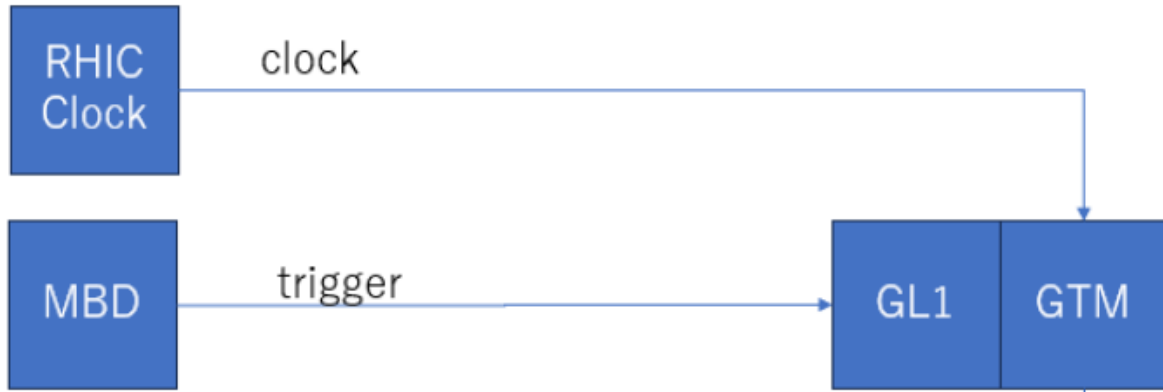 RHIC
Clock
clock
MBD
trigger
GL1
GTM